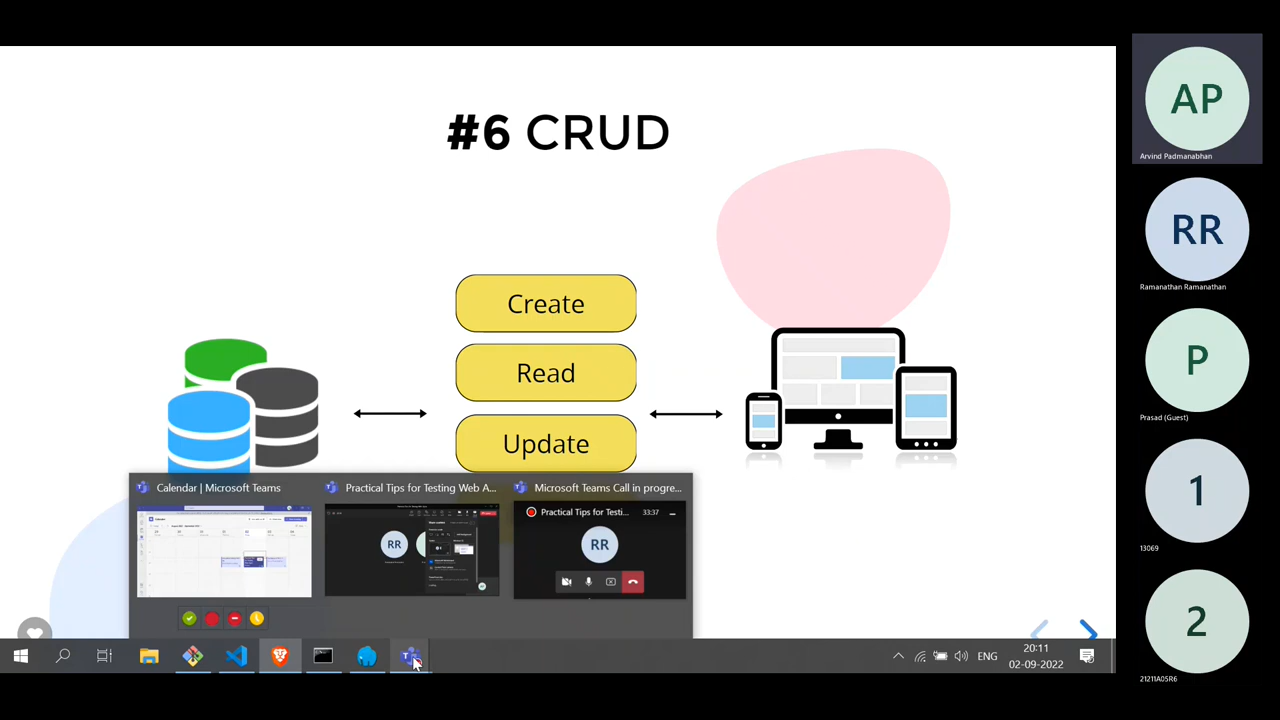 #6 CRUD
Create
Read
Update
Calendar | Microsoft Teams
Practical Tips for Testing Web A...
Microsoft Teams Call in progre...
Practical Tips for Testi...
33:37
RR
RR
ENG
20:11
02-09-2022
AP
Arvind Padmanabhan
RR
Ramanathan Ramanathan
P
Prasad (Guest)
1
13069
2
21211A05R6